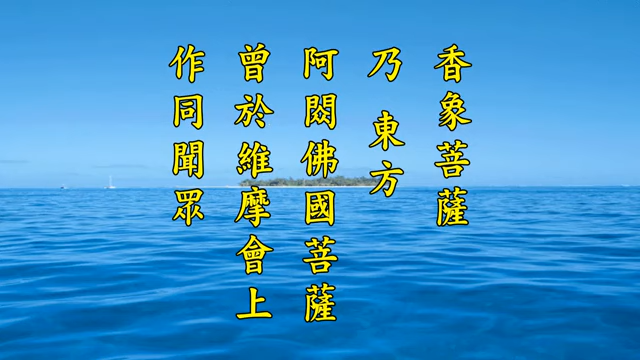 香象菩薩
乃 東方
阿閦佛國菩薩
曾於維摩會上
作同聞眾